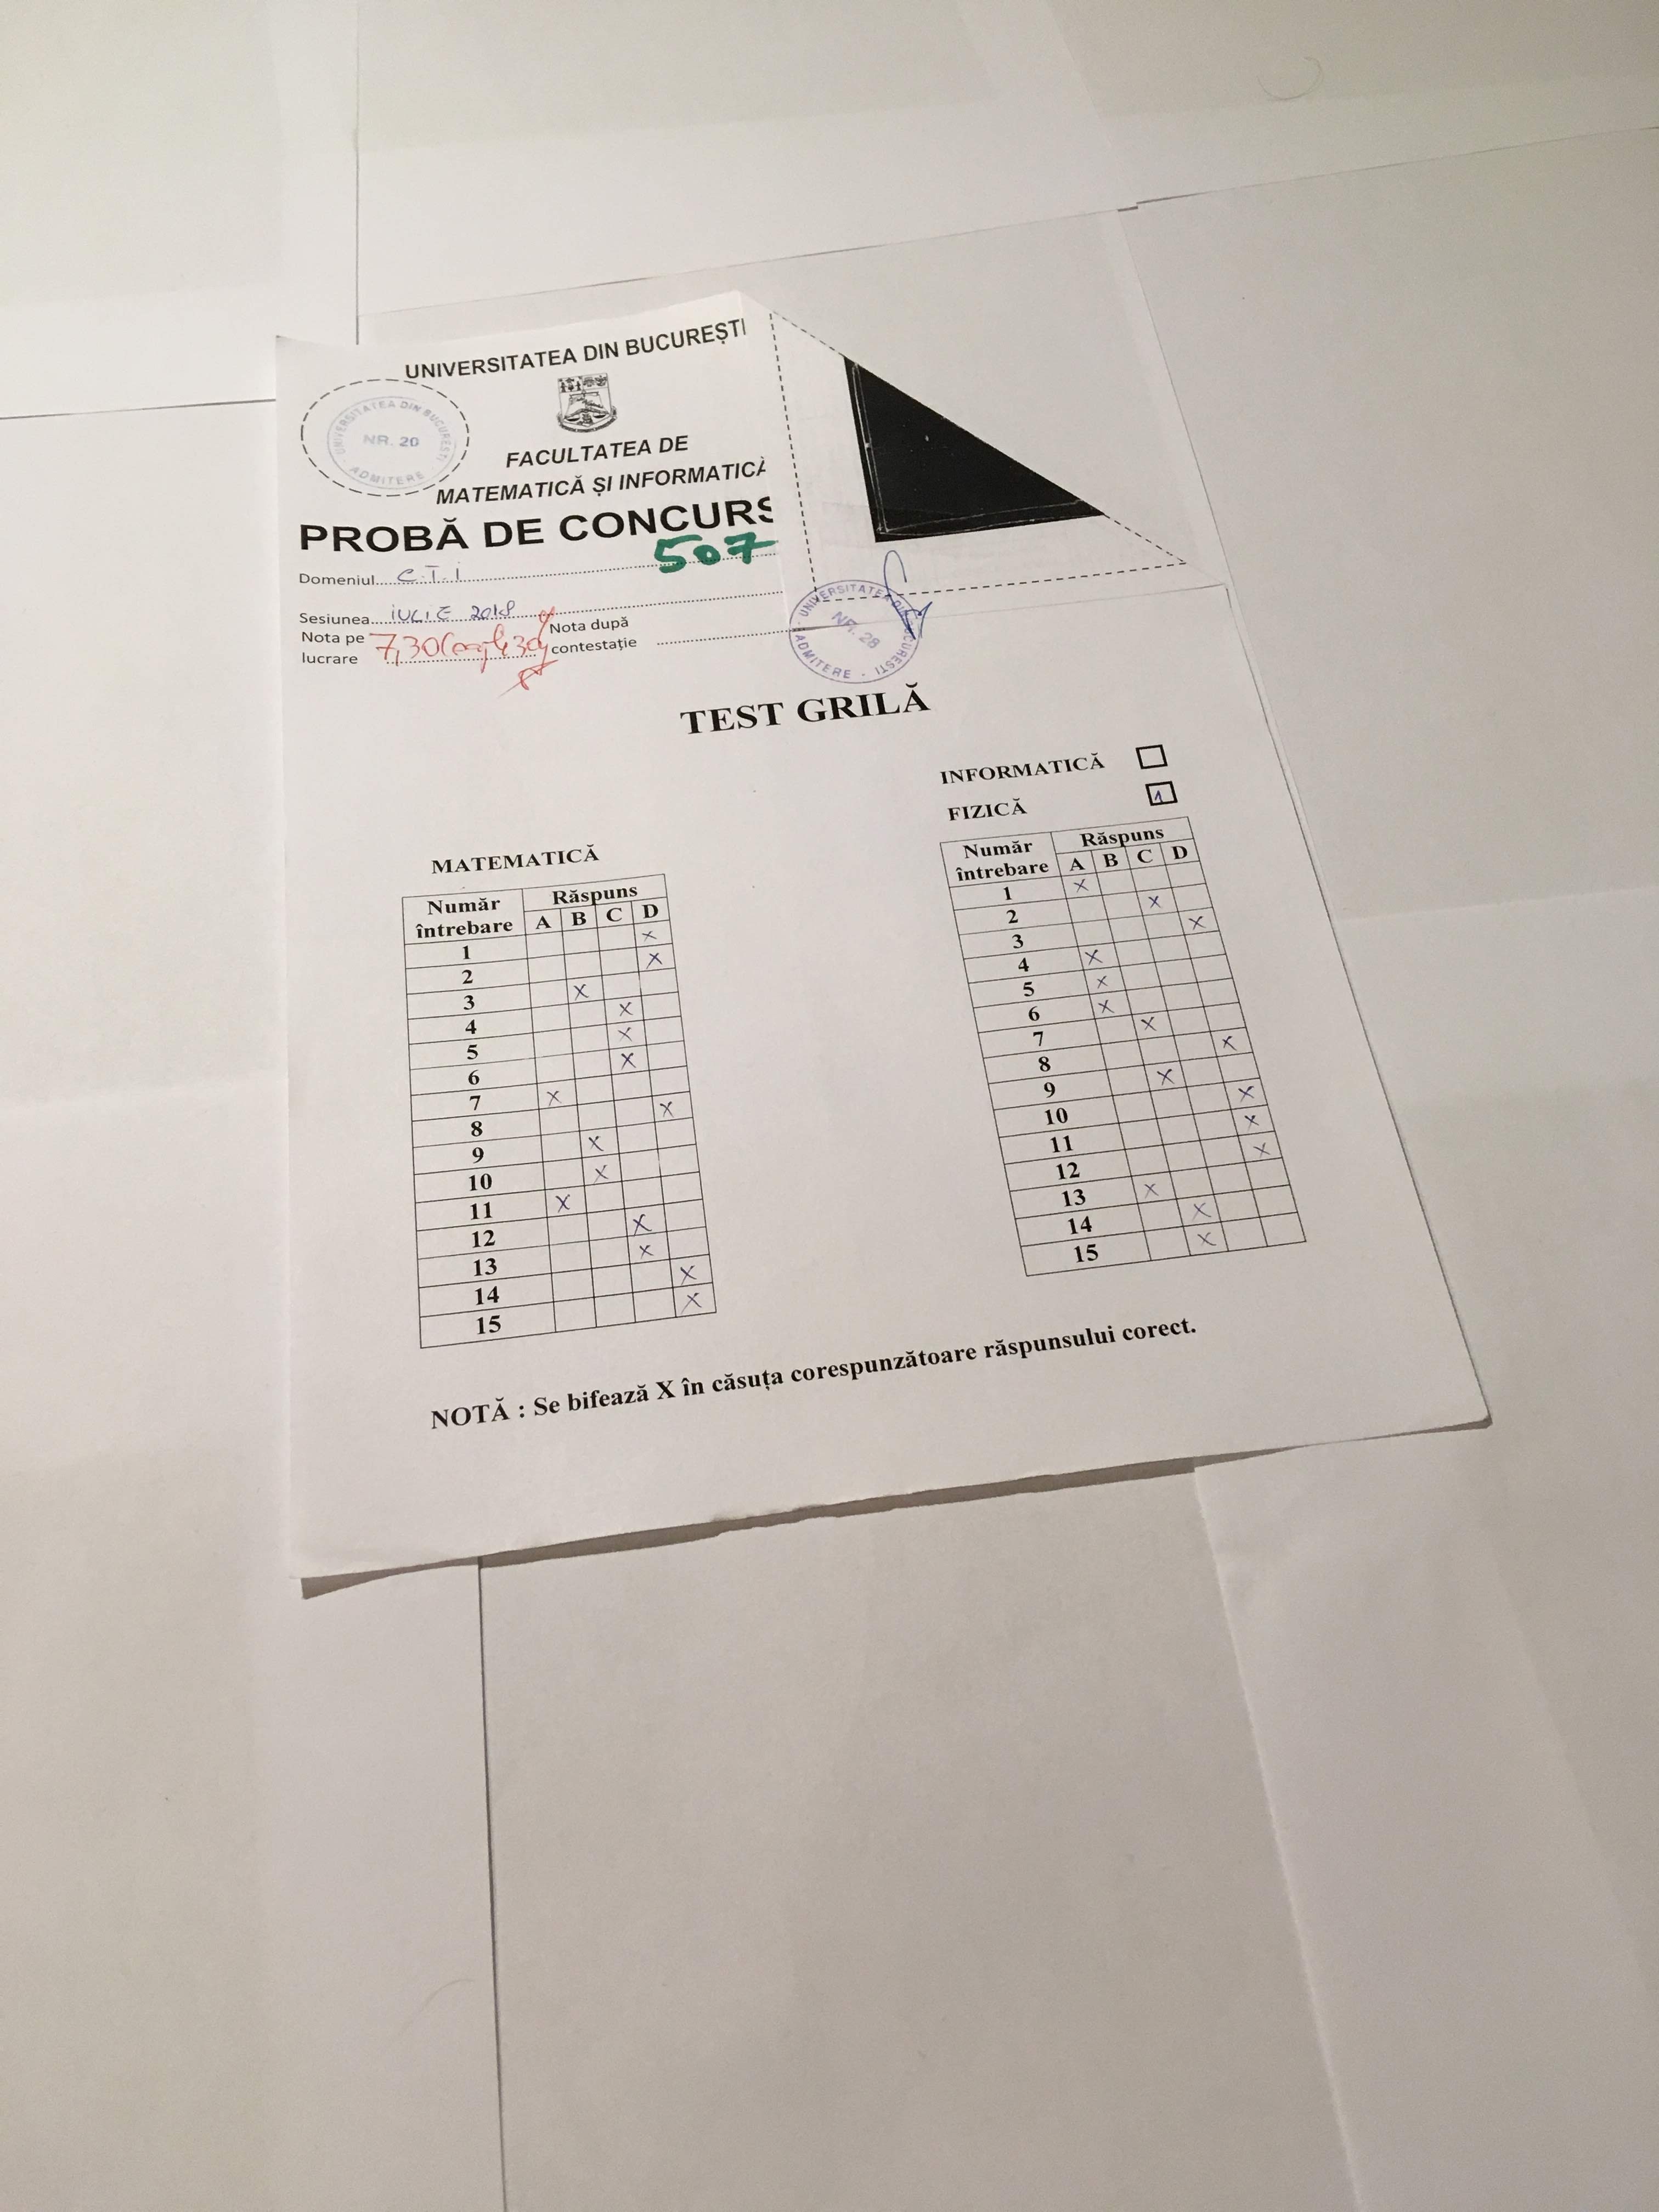 UNIVERSITATEA DIN BUCUREȘTI
UNIVERSITATEA DIN BUCUREȘTI
NR. 20
ADMITERE
FACULTATEA DE
MATEMATICĂ ȘI INFORMATICĂ
PROBĂ DE CONCURS
507
Domeniul C.T.I
Sesiunea IULIE 2018
Nota pe lucrare 7,30
Nota după contestație
UNIVERSITATEA DIN BUCUREȘTI
NR. 28
ADMITERE
TEST GRILĂ
INFORMATICĂ
FIZICĂ 1
MATEMATICĂ
Număr întrebare Răspuns
A B C D
1 X
2 X
3 X
4 X
5 X
6 X
7 X
8 X
9 X
10 X
11 X
12 X
13 X
14 X
15 X
Număr întrebare Răspuns
A B C D
1 X
2 X
3 X
4 X
5 X
6 X
7 X
8 X
9 X
10 X
11 X
12 X
13 X
14 X
15 X
NOTĂ : Se bifează X în căsuța corespunzătoare răspunsului corect.